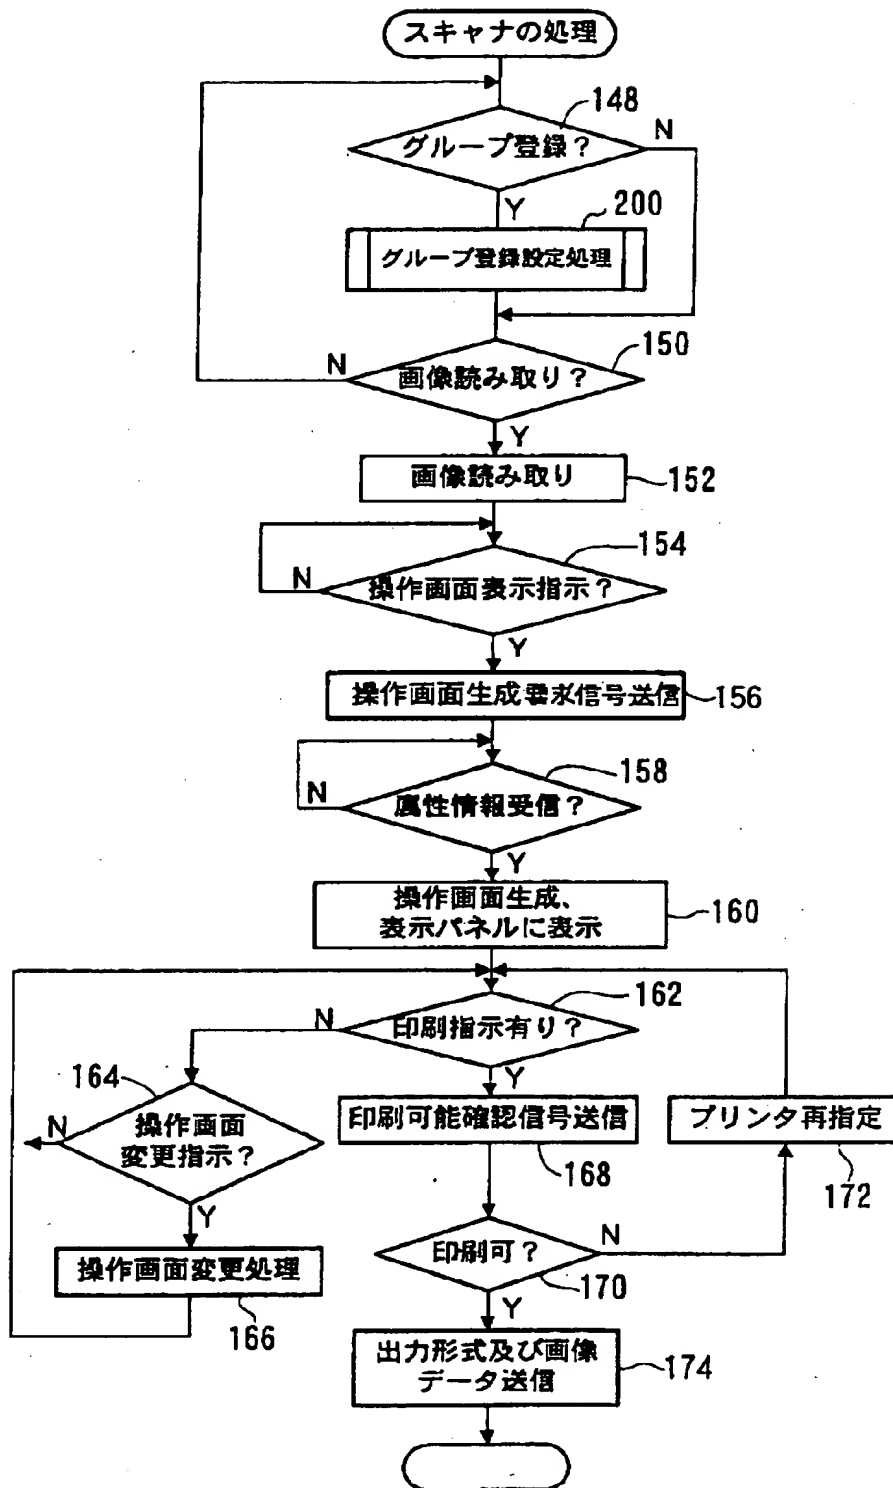 スキャナの処理
148
グループ登録？
N
Y
200
グループ登録設定処理
150
N
画像読み取り？
Y
画像読み取り
152
154
N
操作画面表示指示？
Y
操作画面生成要求信号送信
156
158
N
属性情報受信？
Y
操作画面生成、
表示パネルに表示
160
162
N
印刷指示有り？
Y
164
N
操作画面
変更指示？
Y
操作画面変更処理
166
印刷可能確認信号送信
168
プリンタ再指定
172
印刷可？
N
170
Y
出力形式及び画像
データ送信
174